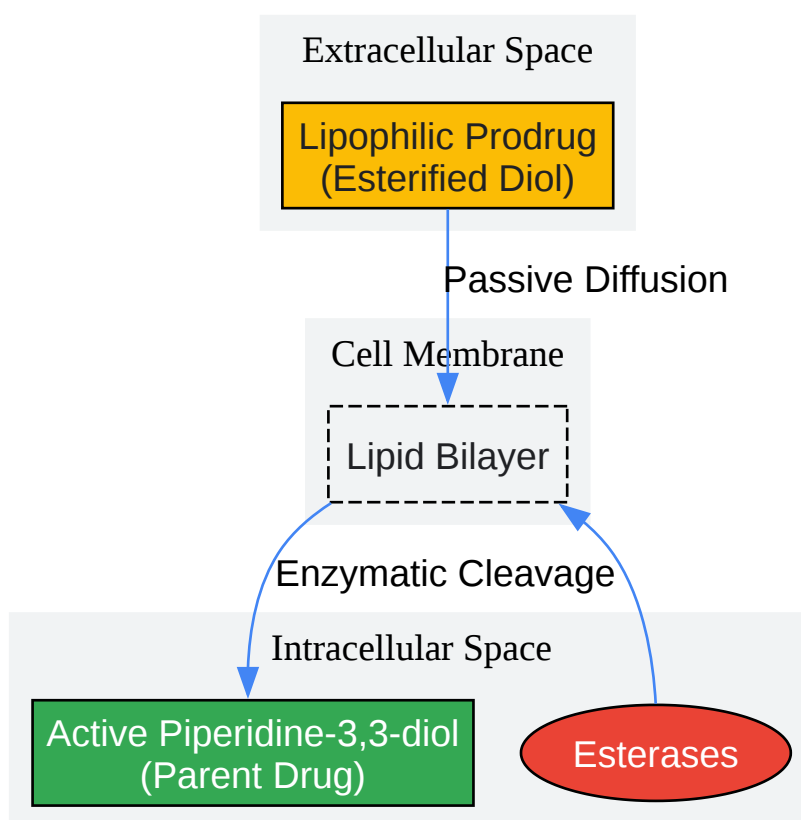 Extracellular Space
Lipophilic Prodrug
(Esterified Diol)
Passive Diffusion
Cell Membrane
Lipid Bilayer
Enzymatic Cleavage
Intracellular Space
Active Piperidine-3,3-diol
(Parent Drug)
Esterases